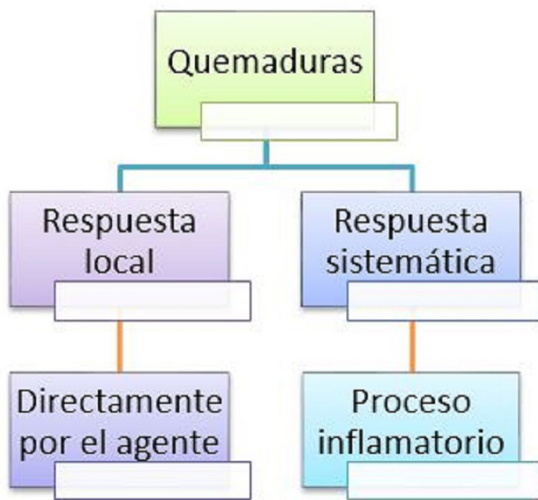 Quemaduras
Respuesta
local
Respuesta
sistemática
Directamente
por el agente
Proceso
inflamatorio